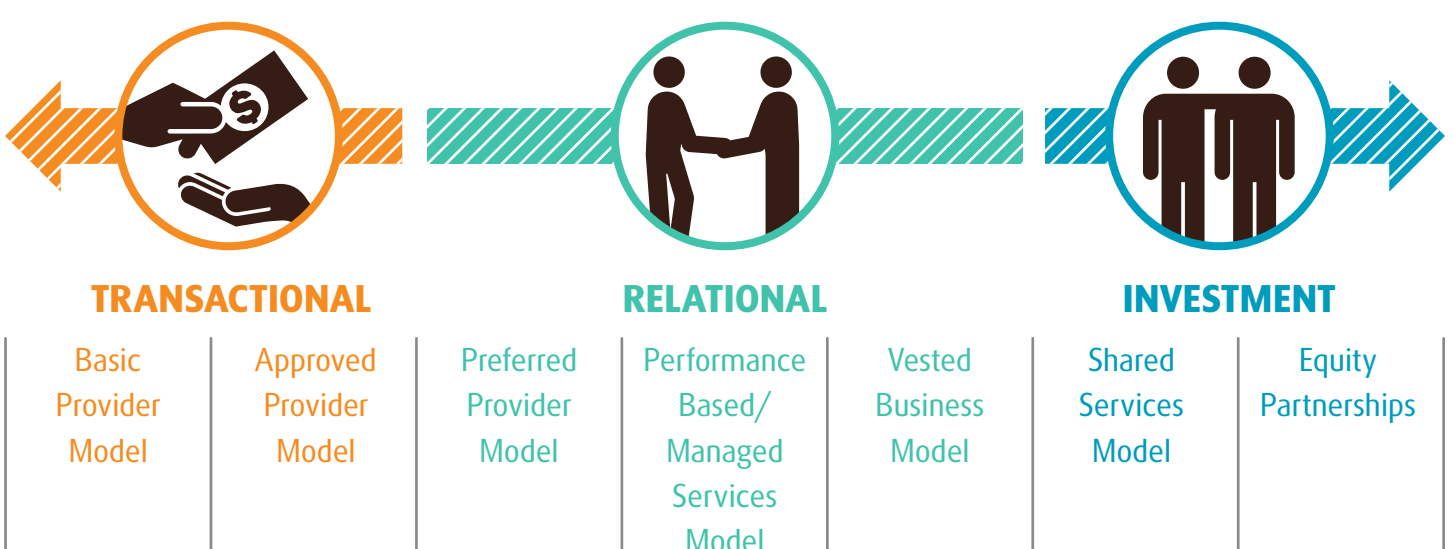 $
TRANSACTIONAL
RELATIONAL
INVESTMENT
Basic
Provider
Model
Approved
Provider
Model
Preferred
Provider
Model
Performance
Based/
Managed
Services
Model
Vested
Business
Model
Shared
Services
Model
Equity
Partnerships